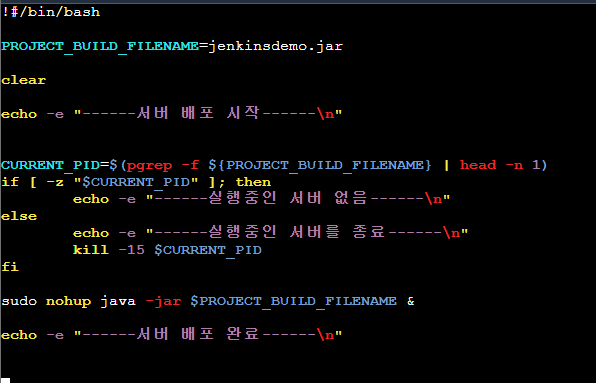 !#/bin/bash
PROJECT_BUILD_FILENAME=jenkinsdemo.jar
clear
echo -e "------서버 배포 시작------\n"
CURRENT_PID=$(pgrep -f ${PROJECT_BUILD_FILENAME} | head -n 1)
if [ -z "$CURRENT_PID" ]; then
        echo -e "------실행중인 서버 없음------\n"
else
        echo -e "------실행중인 서버를 종료------\n"
        kill -15 $CURRENT_PID
fi
sudo nohup java -jar $PROJECT_BUILD_FILENAME &
echo -e "------서버 배포 완료------\n"